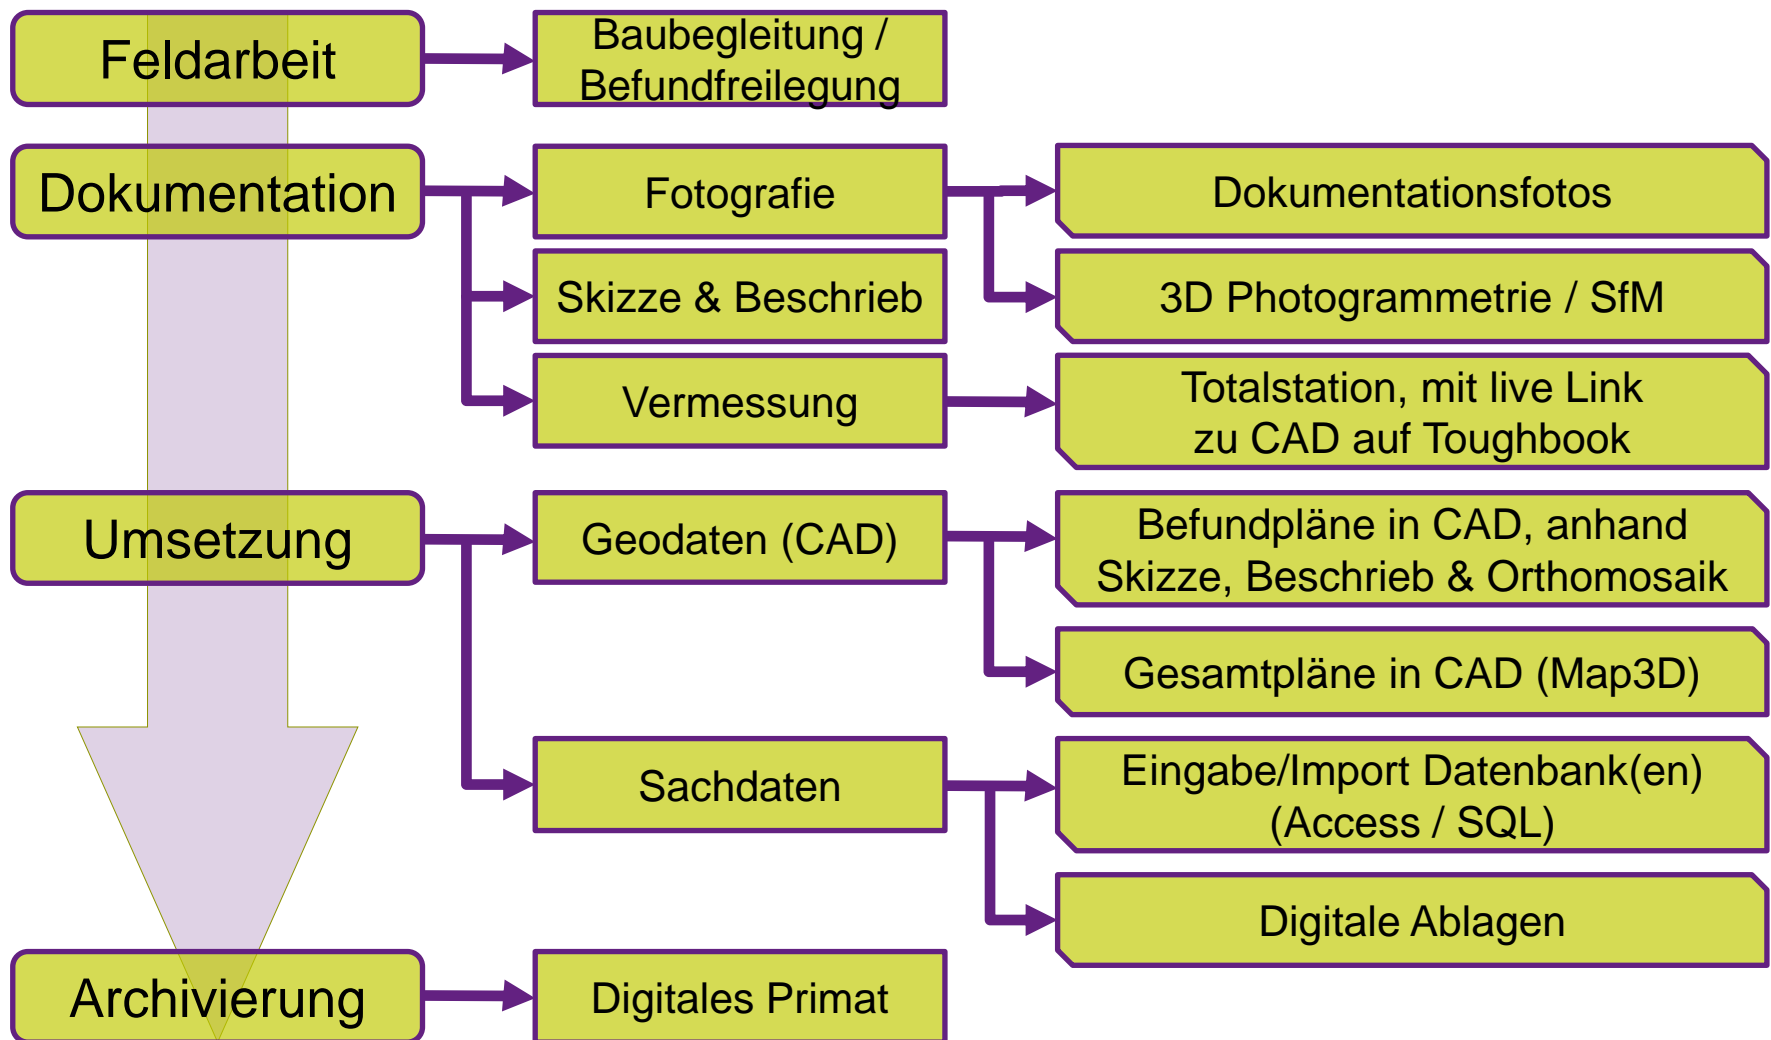 Feldarbeit
Baubegleitung /
Befundfreilegung
Dokumentation
Fotografie
Dokumentationsfotos
3D Photogrammetrie / SfM
Skizze & Beschrieb
Vermessung
Totalstation, mit live Link
zu CAD auf Toughbook
Umsetzung
Geodaten (CAD)
Befundpläne in CAD, anhand
Skizze, Beschrieb & Orthomosaik
Gesamtpläne in CAD (Map3D)
Sachdaten
Eingabe/Import Datenbank(en)
(Access / SQL)
Digitale Ablagen
Archivierung
Digitales Primat